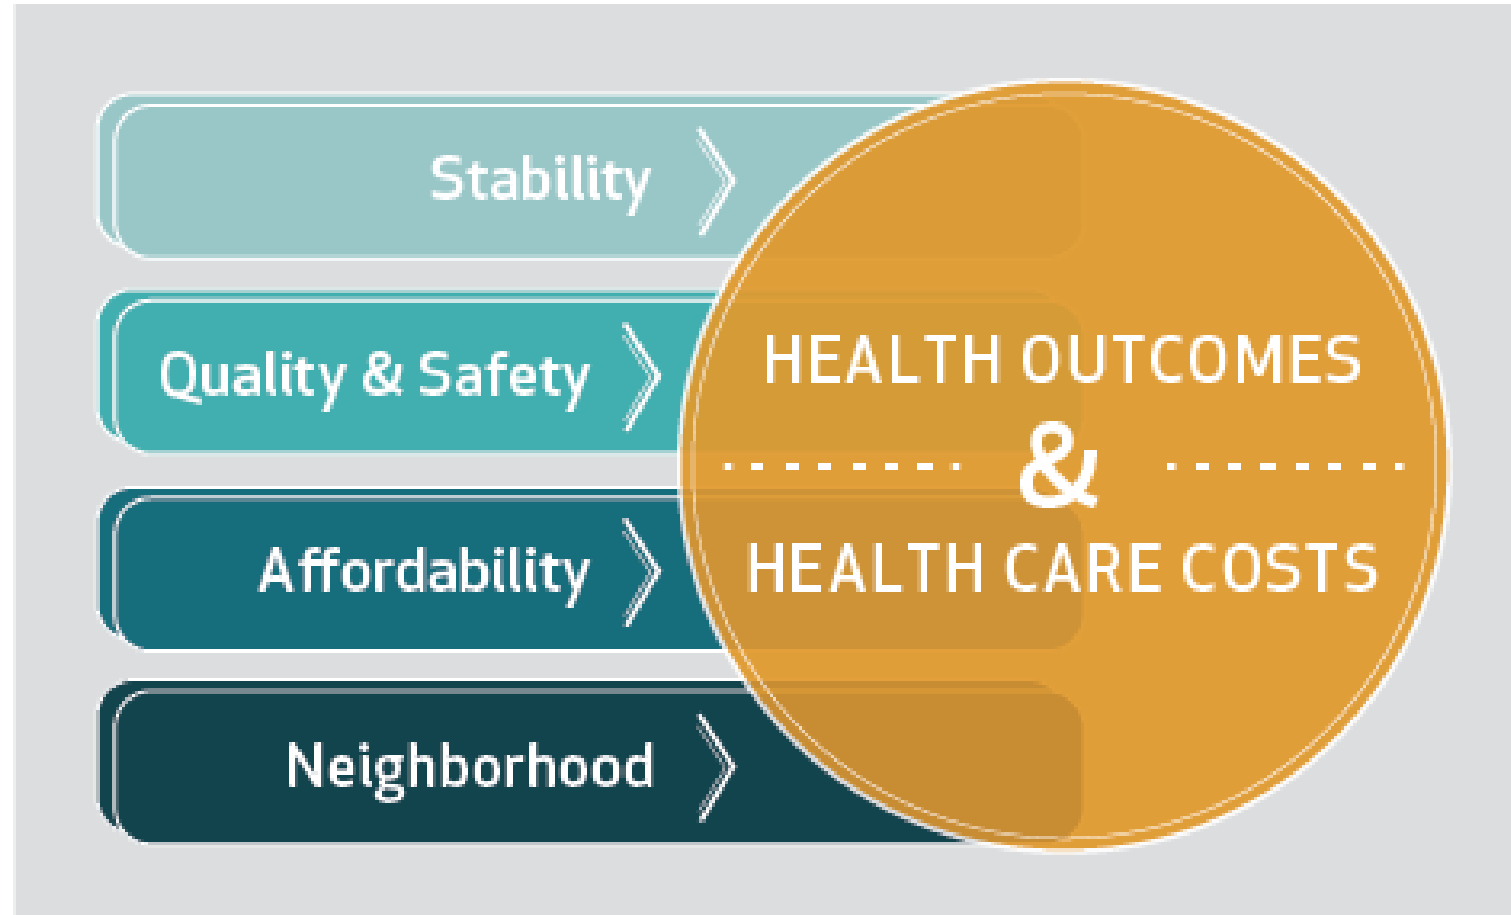 Stability
Quality & Safety
Affordability
Neighborhood
HEALTH OUTCOMES
&
HEALTH CARE COSTS